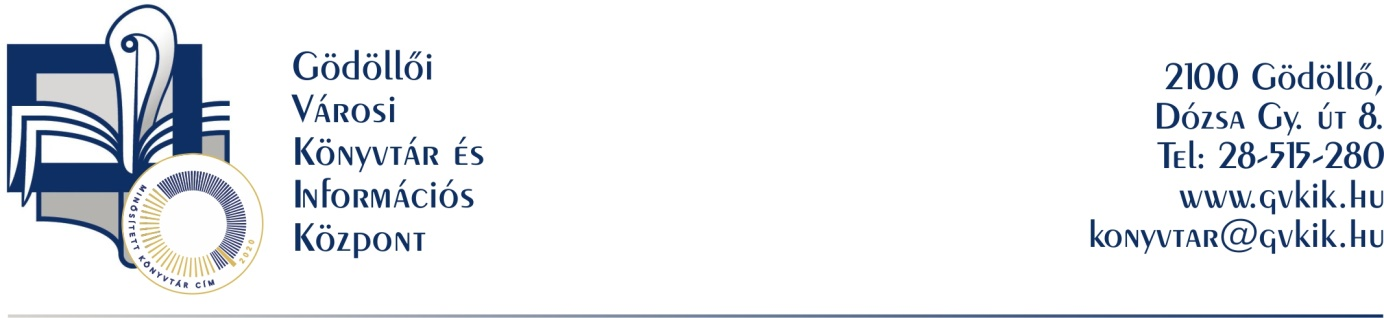 Gödöllői
Városi
Könyvtár és
Információs
Központ
MINŐSÍTETT KÖNYVTÁR CÍM 2020
2100 Gödöllő,
Dózsa Gy. út 8.
Tel: 28-515-280
www.gvkik.hu
konyvtar@gvkik.hu